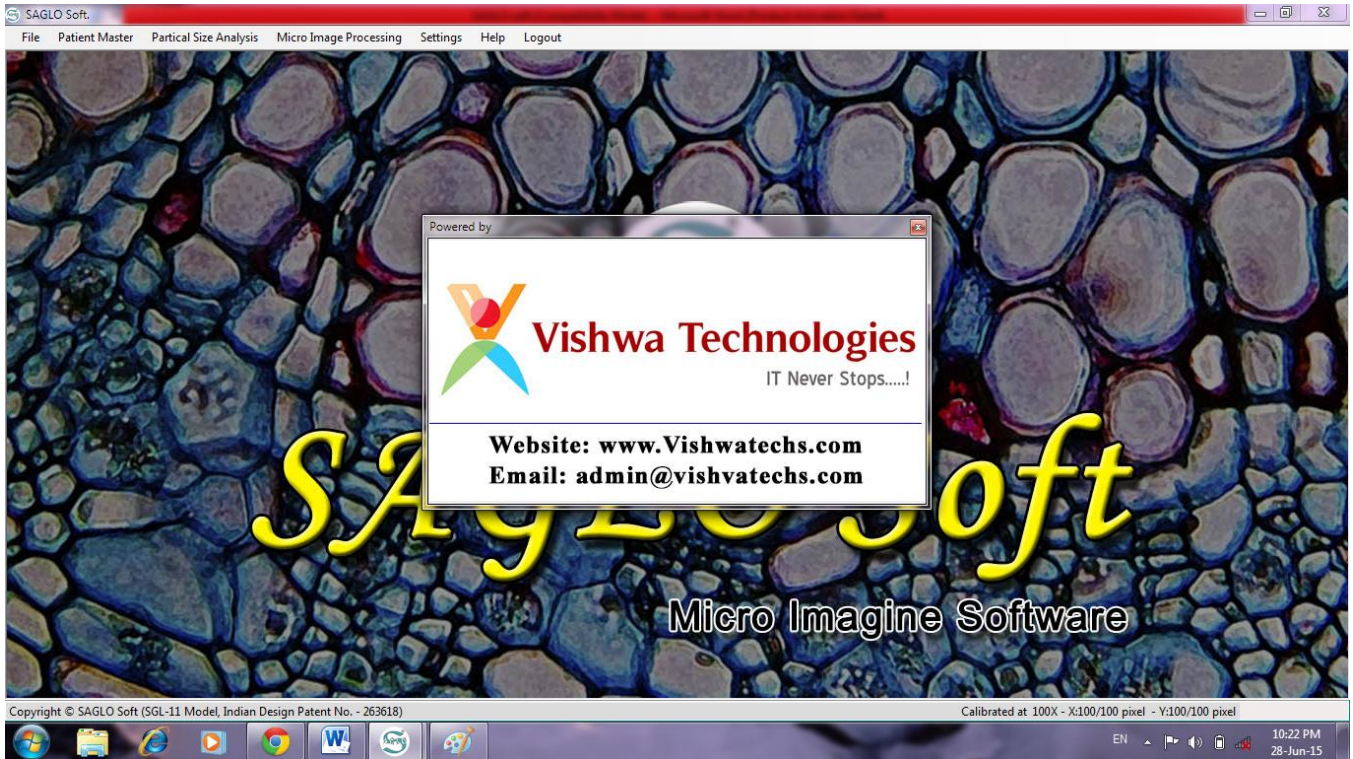 SAGLO Soft.
File Patient Master Partical Size Analysis Micro Image Processing Settings Help Logout
Powered by
Vishwa Technologies
IT Never Stops.....!
Website: www.Vishwatechs.com
Email: admin@vishvatechs.com
SAGLO Soft
Micro Imagine Software
Copyright © SAGLO Soft (SGL-11 Model, Indian Design Patent No. - 263618) Calibrated at 100X - X:100/100 pixel - Y:100/100 pixel
EN 10:22 PM
28-Jun-15